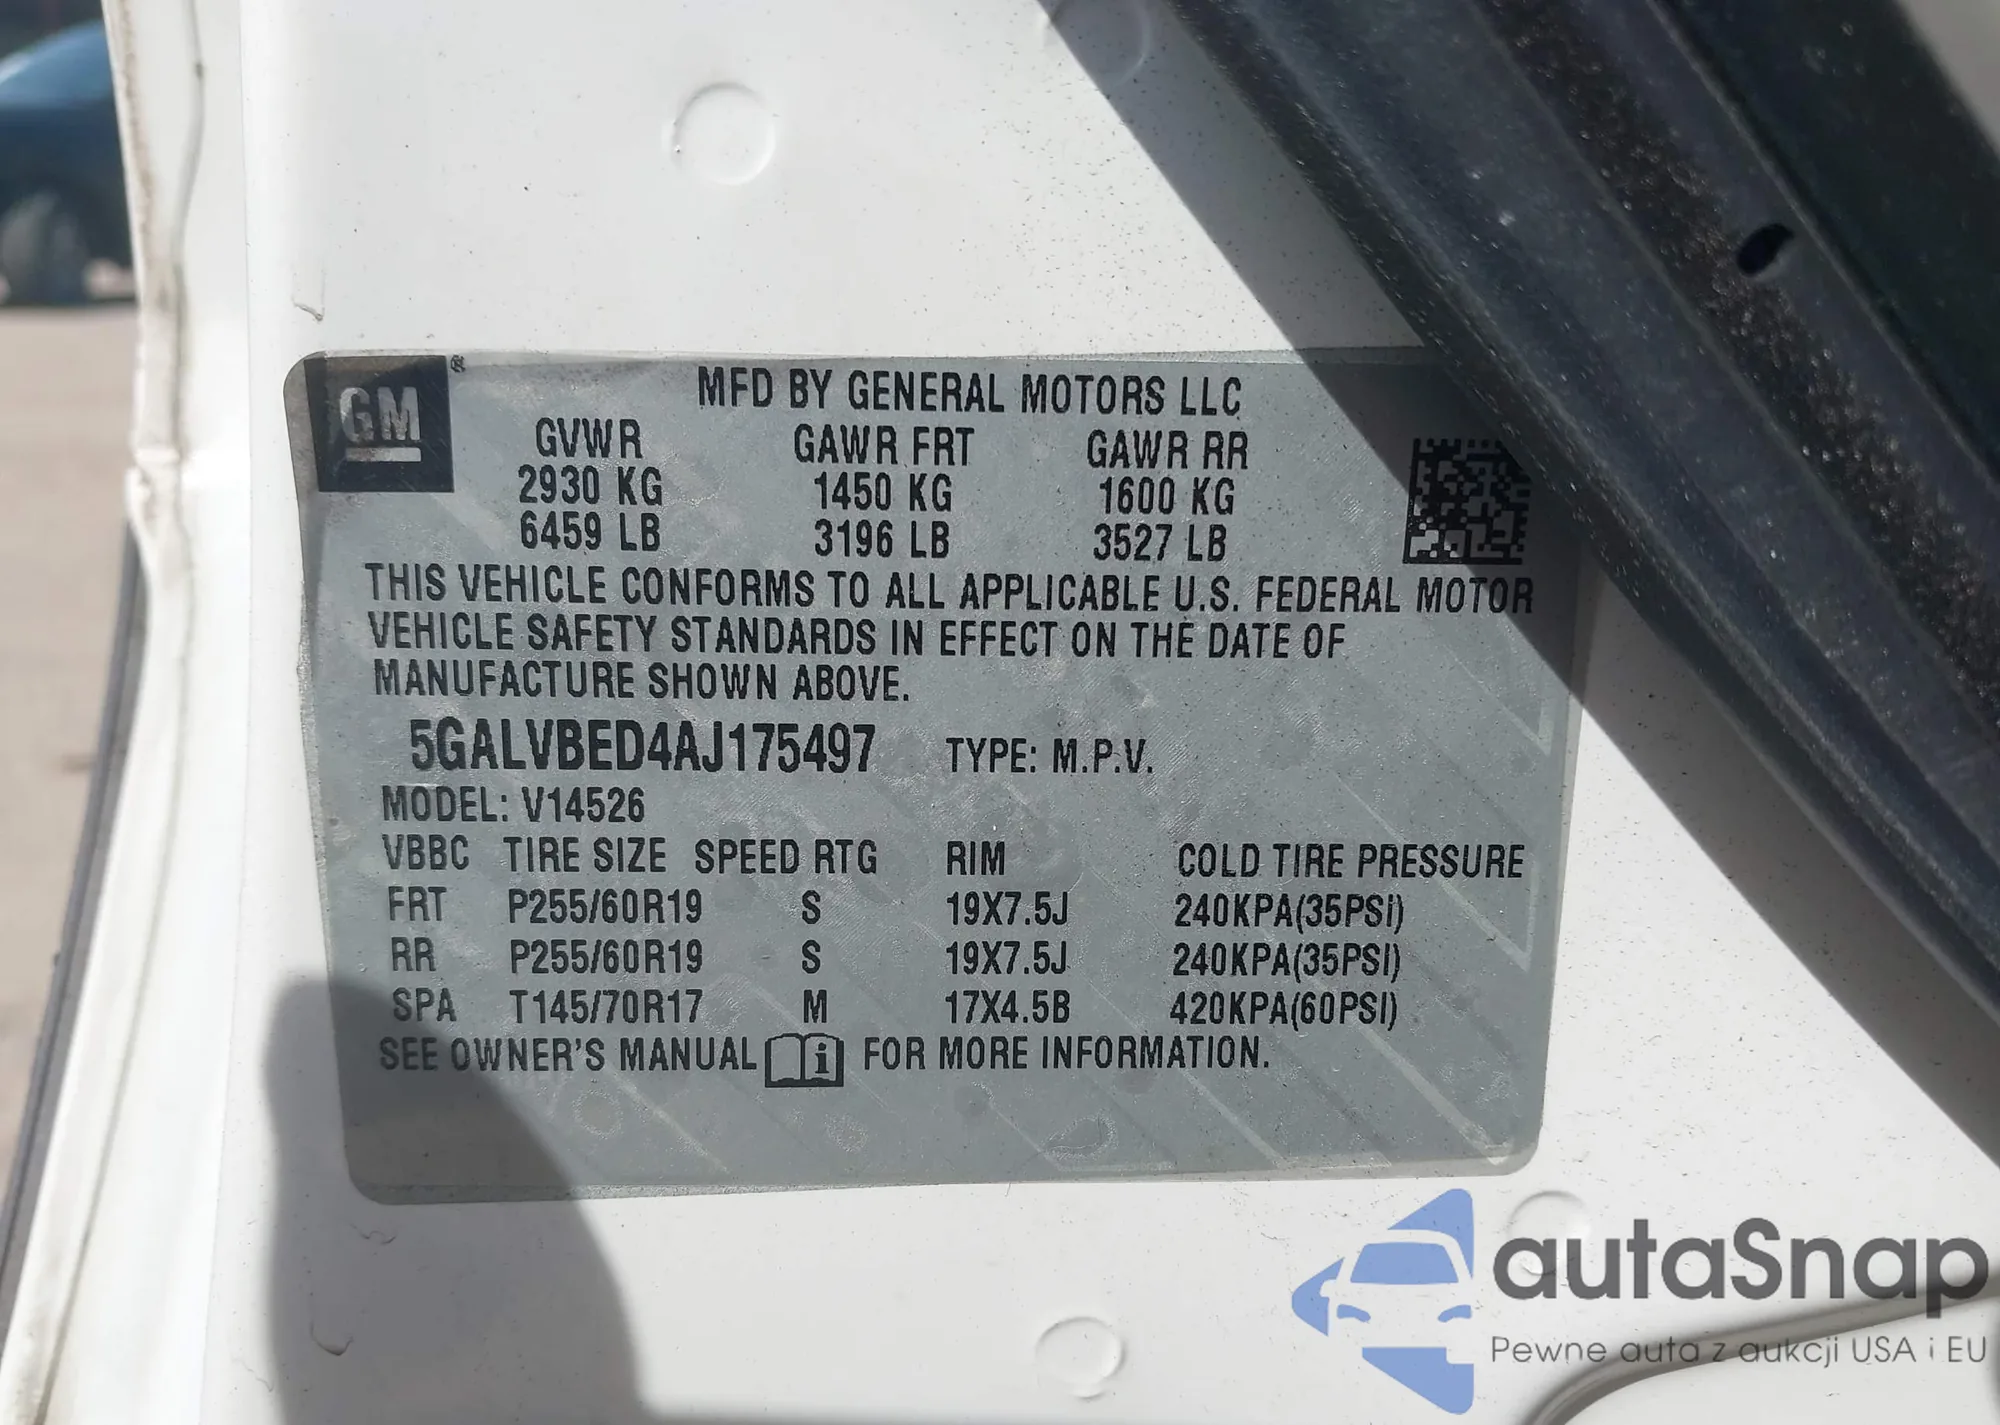 GM ®
MFD BY GENERAL MOTORS LLC
GVWR GAWR FRT GAWR RR
2930 KG 1450 KG 1600 KG
6459 LB 3196 LB 3527 LB
THIS VEHICLE CONFORMS TO ALL APPLICABLE U.S. FEDERAL MOTOR
VEHICLE SAFETY STANDARDS IN EFFECT ON THE DATE OF
MANUFACTURE SHOWN ABOVE.
5GALVBED4AJ175497 TYPE: M.P.V.
MODEL: V14526
VBBC TIRE SIZE SPEED RTG RIM COLD TIRE PRESSURE
FRT P255/60R19 S 19X7.5J 240KPA(35PSI)
RR P255/60R19 S 19X7.5J 240KPA(35PSI)
SPA T145/70R17 M 17X4.5B 420KPA(60PSI)
SEE OWNER'S MANUAL i FOR MORE INFORMATION.
autaSnap
Pewne auta z aukcji USA i EU